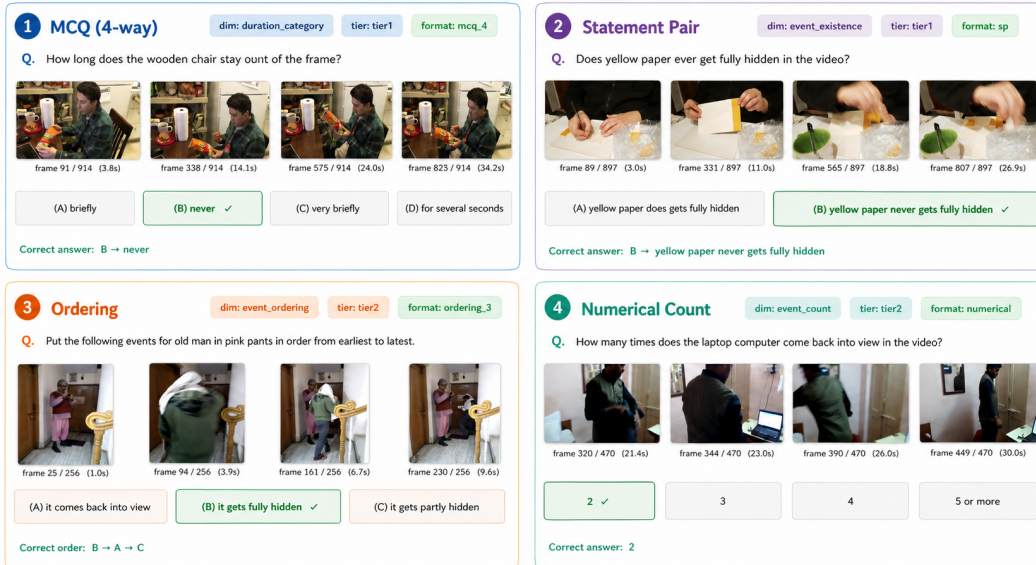 1 MCQ (4-way) dim: duration_category tier: tier1 format: mcq_4
Q. How long does the wooden chair stay ount of the frame?
frame 91 / 914 (3.8s) frame 338 / 914 (14.1s) frame 575 / 914 (24.0s) frame 823 / 914 (34.2s)
(A) briefly (B) never ✓ (C) very briefly (D) for several seconds
Correct answer: B → never
2 Statement Pair dim: event_existence tier: tier1 format: sp
Q. Does yellow paper ever get fully hidden in the video?
frame 89 / 897 (3.0s) frame 331 / 897 (11.0s) frame 565 / 897 (18.8s) frame 807 / 897 (26.9s)
(A) yellow paper does gets fully hidden (B) yellow paper never gets fully hidden ✓
Correct answer: B → yellow paper never gets fully hidden
3 Ordering dim: event_ordering tier: tier2 format: ordering_3
Q. Put the following events for old man in pink pants in order from earliest to latest.
frame 25 / 256 (1.0s) frame 94 / 256 (3.9s) frame 161 / 256 (6.7s) frame 230 / 256 (9.6s)
(A) it comes back into view (B) it gets fully hidden ✓ (C) it gets partly hidden
Correct order: B → A → C
4 Numerical Count dim: event_count tier: tier2 format: numerical
Q. How many times does the laptop computer come back into view in the video?
frame 320 / 470 (21.4s) frame 344 / 470 (23.0s) frame 390 / 470 (26.0s) frame 449 / 470 (30.0s)
2 ✓ 3 4 5 or more
Correct answer: 2